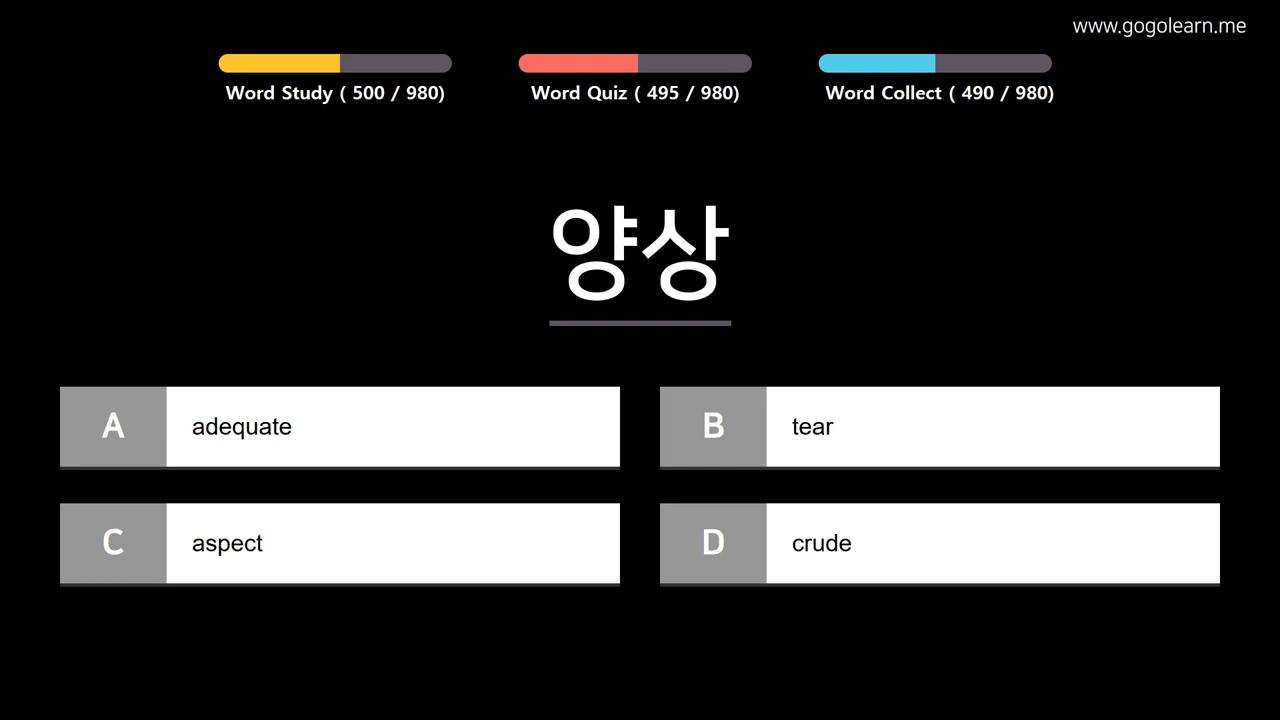 www.gogolearn.me
Word Study ( 500 / 980)
Word Quiz ( 495 / 980)
Word Collect ( 490 / 980)
양상
A adequate
B tear
C aspect
D crude